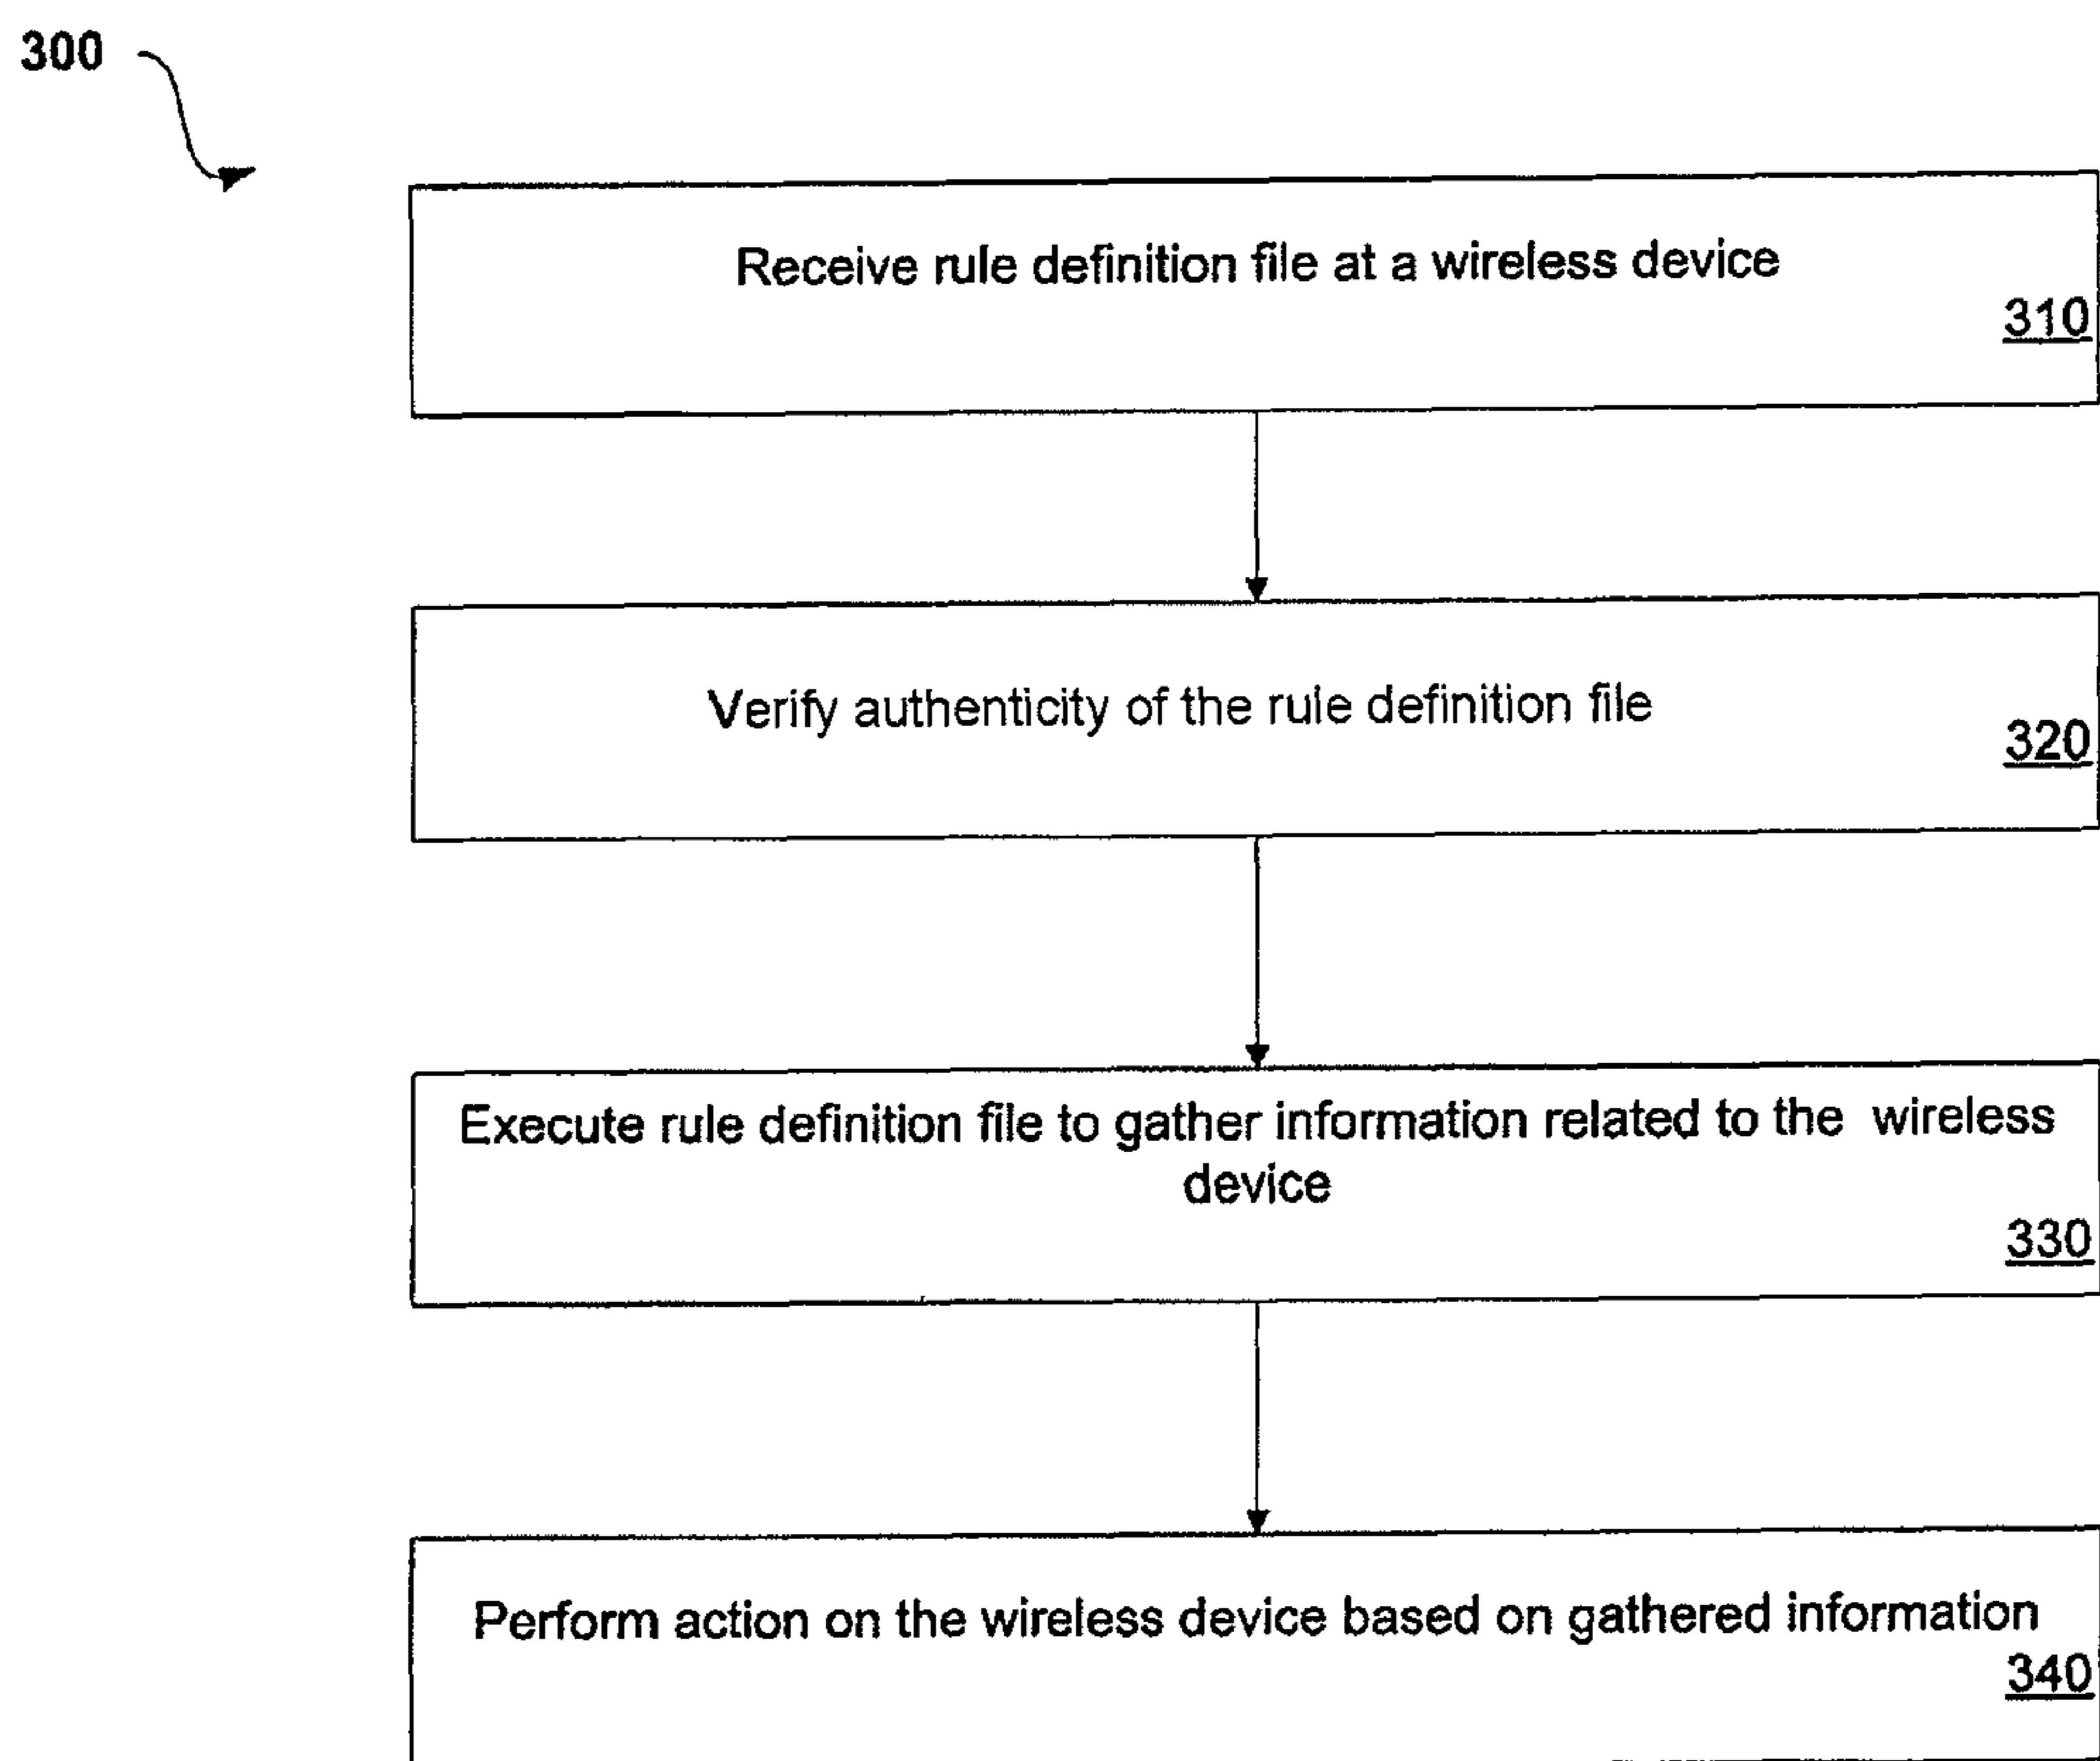 300
Receive rule definition file at a wireless device
310
Verify authenticity of the rule definition file
320
Execute rule definition file to gather information related to the wireless
device
330
Perform action on the wireless device based on gathered information
340